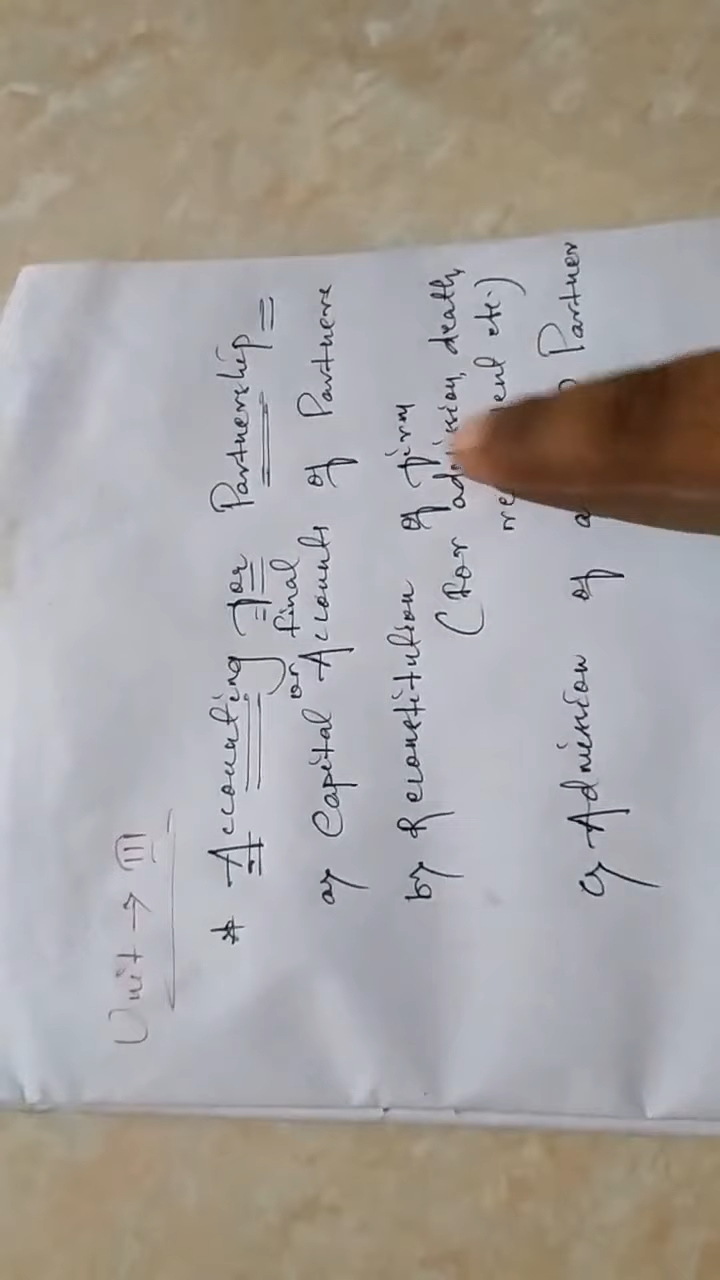 Unit → III
* Accounting for Partnership =
or final
a) Capital Accounts of Partners
b) Reconstitution of firm
(for admission, death,
etc.)
c) Admission of a Partner